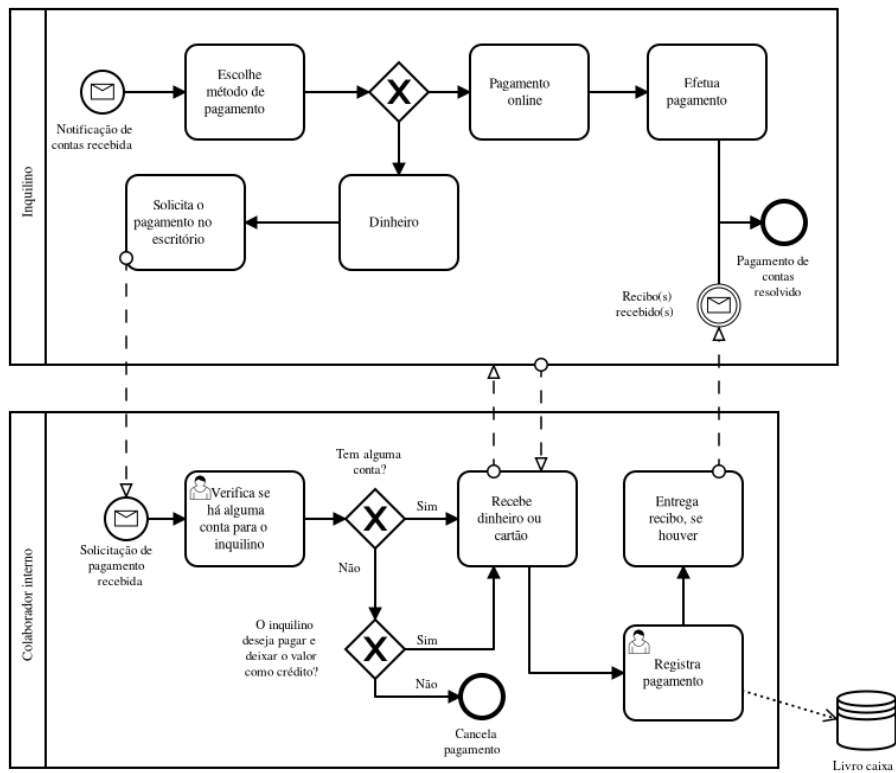 Inquilino
Notificação de
contas recebida
Escolhe
método de
pagamento
Pagamento
online
Efetua
pagamento
Solicita o
pagamento no
escritório
Dinheiro
Pagamento de
contas
resolvido
Recibo(s)
recebido(s)
Colaborador interno
Solicitação de
pagamento
recebida
Verifica se
há alguma
conta para o
inquilino
Tem alguma
conta?
Sim
Não
Recebe
dinheiro ou
cartão
Entrega
recibo, se
houver
O inquilino
deseja pagar e
deixar o valor
como crédito?
Sim
Não
Cancela
pagamento
Registra
pagamento
Livro caixa